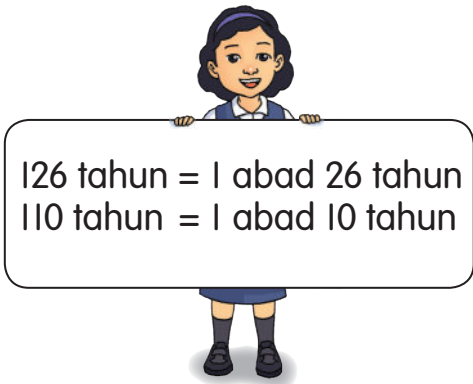 126 tahun = 1 abad 26 tahun
110 tahun = 1 abad 10 tahun